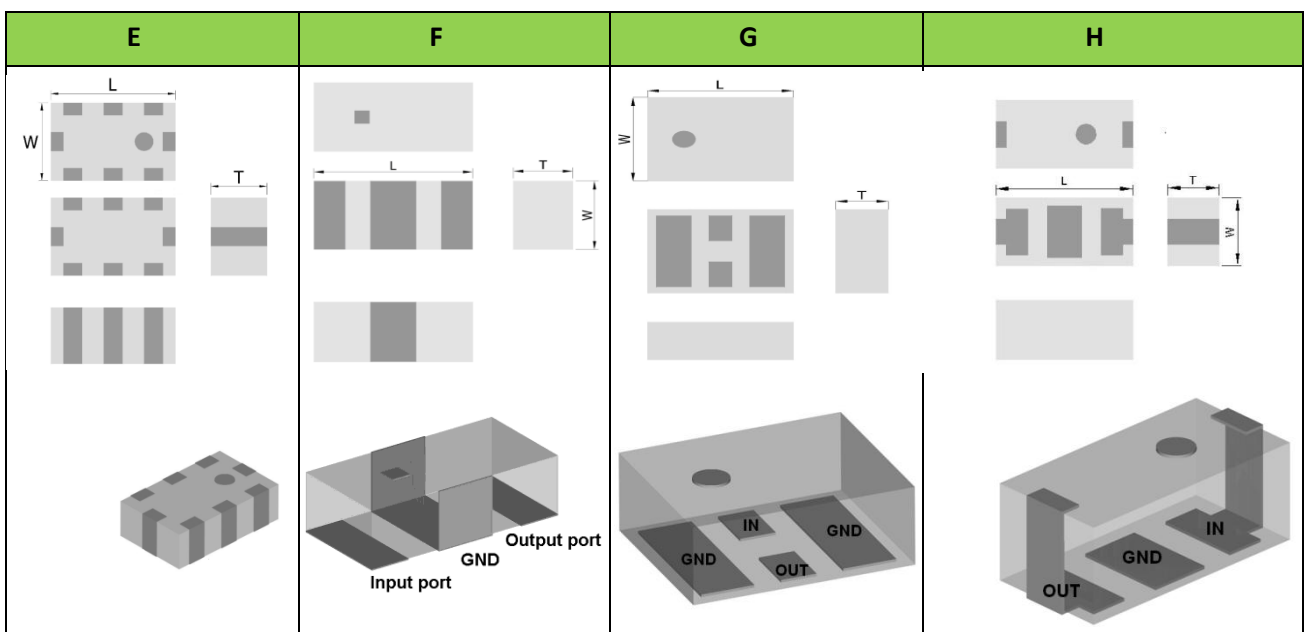 E F G H
L
W
T
L
T
W
L
W
T
L
T
W
Input port
GND
Output port
GND
IN
OUT
GND
OUT
GND
IN